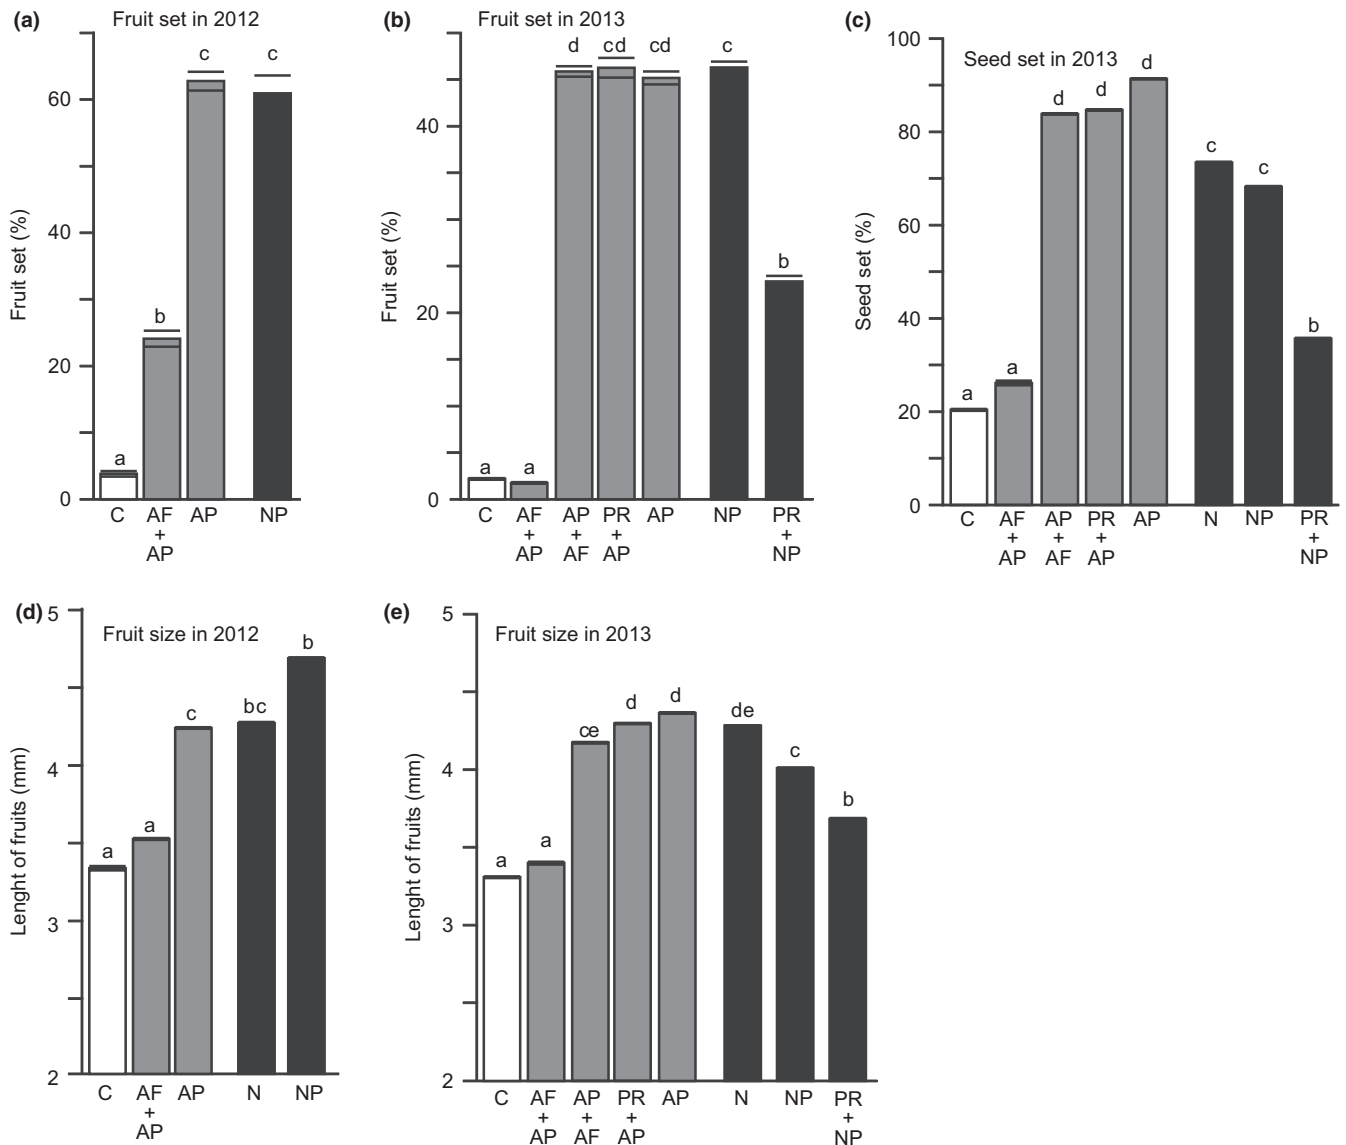 (a) Fruit set in 2012
Fruit set (%)
60
40
20
0
a
b
c
c
C AF + AP AP NP
(b) Fruit set in 2013
Fruit set (%)
40
20
0
a
a
d
cd
cd
c
b
C AF + AP AP + AF PR + AP AP NP PR + NP
(c) Seed set in 2013
Seed set (%)
100
80
60
40
20
0
a
a
d
d
d
c
c
b
C AF + AP AP + AF PR + AP AP N NP PR + NP
(d) Fruit size in 2012
Lenght of fruits (mm)
5
4
3
2
a
a
c
bc
b
C AF + AP AP N NP
(e) Fruit size in 2013
Lenght of fruits (mm)
5
4
3
2
a
a
ce
d
d
de
c
b
C AF + AP AP + AF PR + AP AP N NP PR + NP